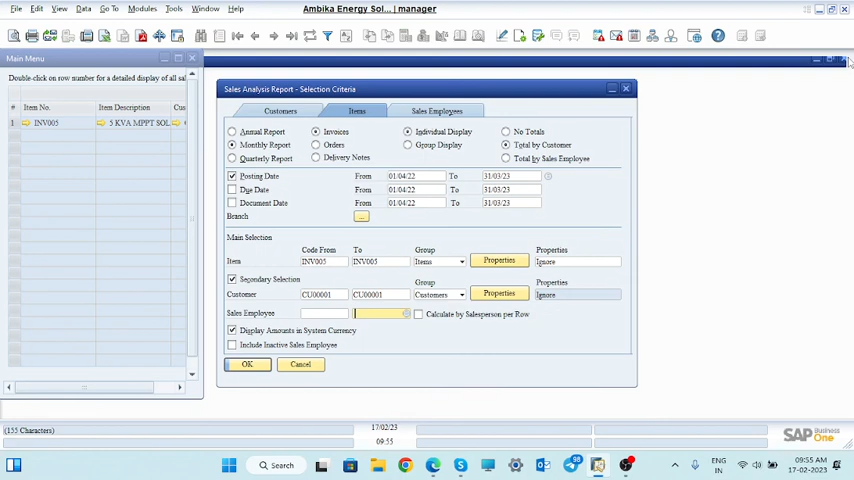 File Edit View Data Go To Modules Tools Window Help
Ambika Energy Sol... | manager
Main Menu
Double-click on row number for a detailed display of all sal
# Item No. Item Description Cus
1 INV005 5 KVA MPPT SOL
Sales Analysis Report - Selection Criteria
Customers Items Sales Employees
Annual Report Invoices Individual Display No Totals
Monthly Report Orders Group Display Total by Customer
Quarterly Report Delivery Notes Total by Sales Employee
Posting Date From 01/04/22 To 31/03/23
Due Date From 01/04/22 To 31/03/23
Document Date From 01/04/22 To 31/03/23
Branch ...
Main Selection
Code From To Group Properties
Item INV005 INV005 Items Properties Ignore
Secondary Selection
Group Properties
Customer CU00001 CU00001 Customers Properties Ignore
Sales Employee Calculate by Salesperson per Row
Display Amounts in System Currency
Include Inactive Sales Employee
OK Cancel
(155 Characters) 17/02/23
09:55
SAP Business One
Search 98 ENG IN 09:55 AM 17-02-2023